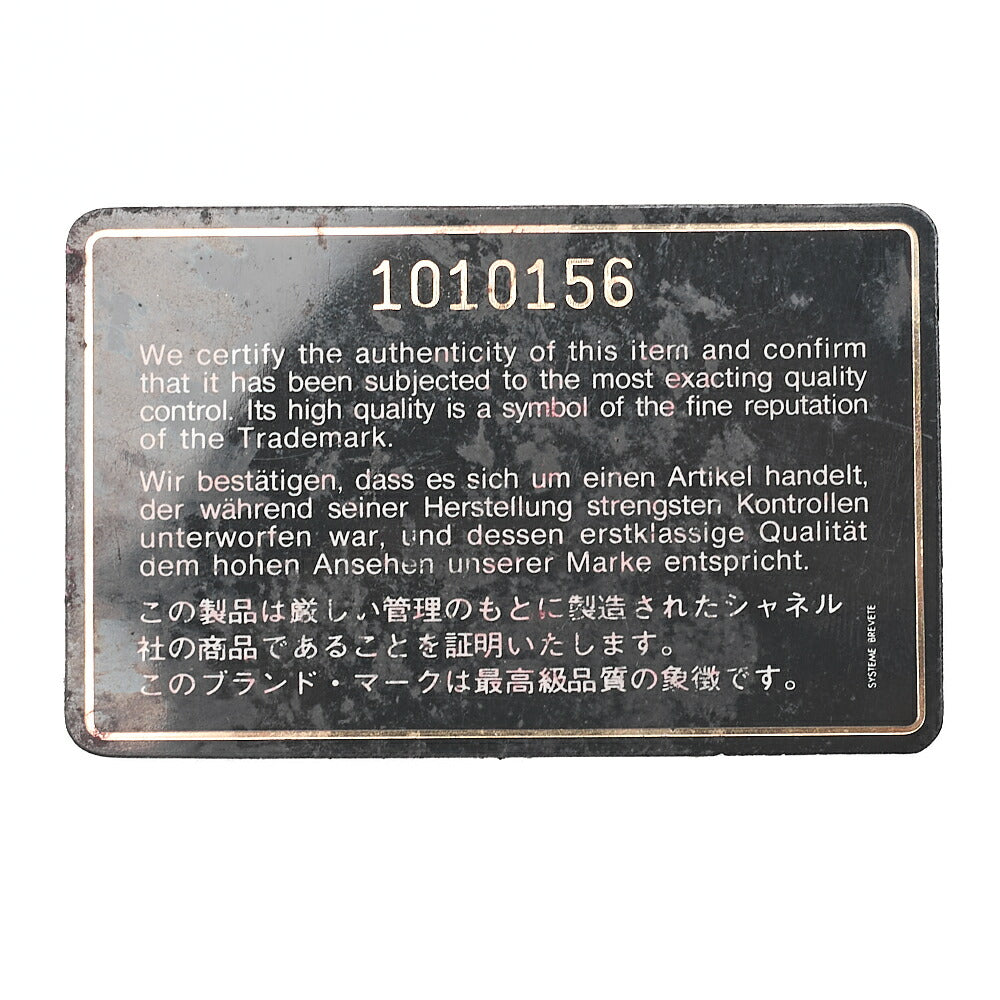 1010156
We certify the authenticity of this item and confirm
that it has been subjected to the most exacting quality
control. Its high quality is a symbol of the fine reputation
of the Trademark.
Wir bestätigen, dass es sich um einen Artikel handelt,
der während seiner Herstellung strengsten Kontrollen
unterworfen war, und dessen erstklassige Qualität
dem hohen Ansehen unserer Marke entspricht.
この製品は厳しい管理のもとに製造されたシャネル
社の商品であることを証明いたします。
このブランド・マークは最高級品質の象徴です。
SYSTEME BREVETE